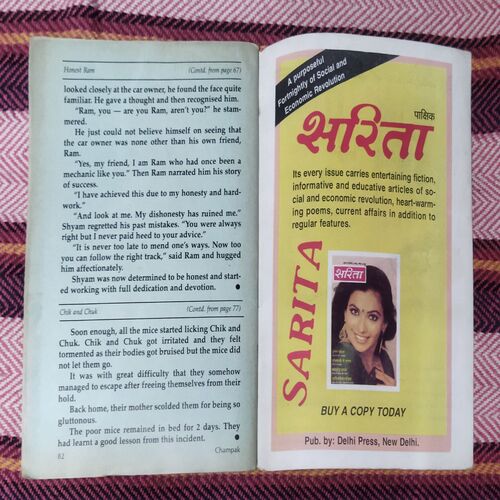 Honest Ram (Contd. from page 67)
looked closely at the car owner, he found the face quite
familiar. He gave a thought and then recognised him.
"Ram, you — are you Ram, aren't you?" he stam-
mered.
He just could not believe himself on seeing that
the car owner was none other than his own friend,
Ram.
"Yes, my friend, I am Ram who had once been a
mechanic like you." Then Ram narrated him his story
of success.
"I have achieved this due to my honesty and hard-
work."
"And look at me. My dishonesty has ruined me."
Shyam regretted his past mistakes. "You were always
right but I never paid heed to your advice."
"It is never too late to mend one's ways. Now too
you can follow the right track," said Ram and hugged
him affectionately.
Shyam was now determined to be honest and start-
ed working with full dedication and devotion.
Chik and Chuk (Contd. from page 77)
Soon enough, all the mice started licking Chik and
Chuk. Chik and Chuk got irritated and they felt
tormented as their bodies got bruised but the mice did
not let them go.
It was with great difficulty that they somehow
managed to escape after freeing themselves from their
hold.
Back home, their mother scolded them for being so
gluttonous.
The poor mice remained in bed for 2 days. They
had learnt a good lesson from this incident.
82 Champak
A purposeful
Fortnightly of Social and
Economic Revolution
पाक्षिक
सरिता
Its every issue carries entertaining fiction,
informative and educative articles of so-
cial and economic revolution, heart-warm-
ing poems, current affairs in addition to
regular features.
SARITA
सरिता
BUY A COPY TODAY
Pub. by: Delhi Press, New Delhi.